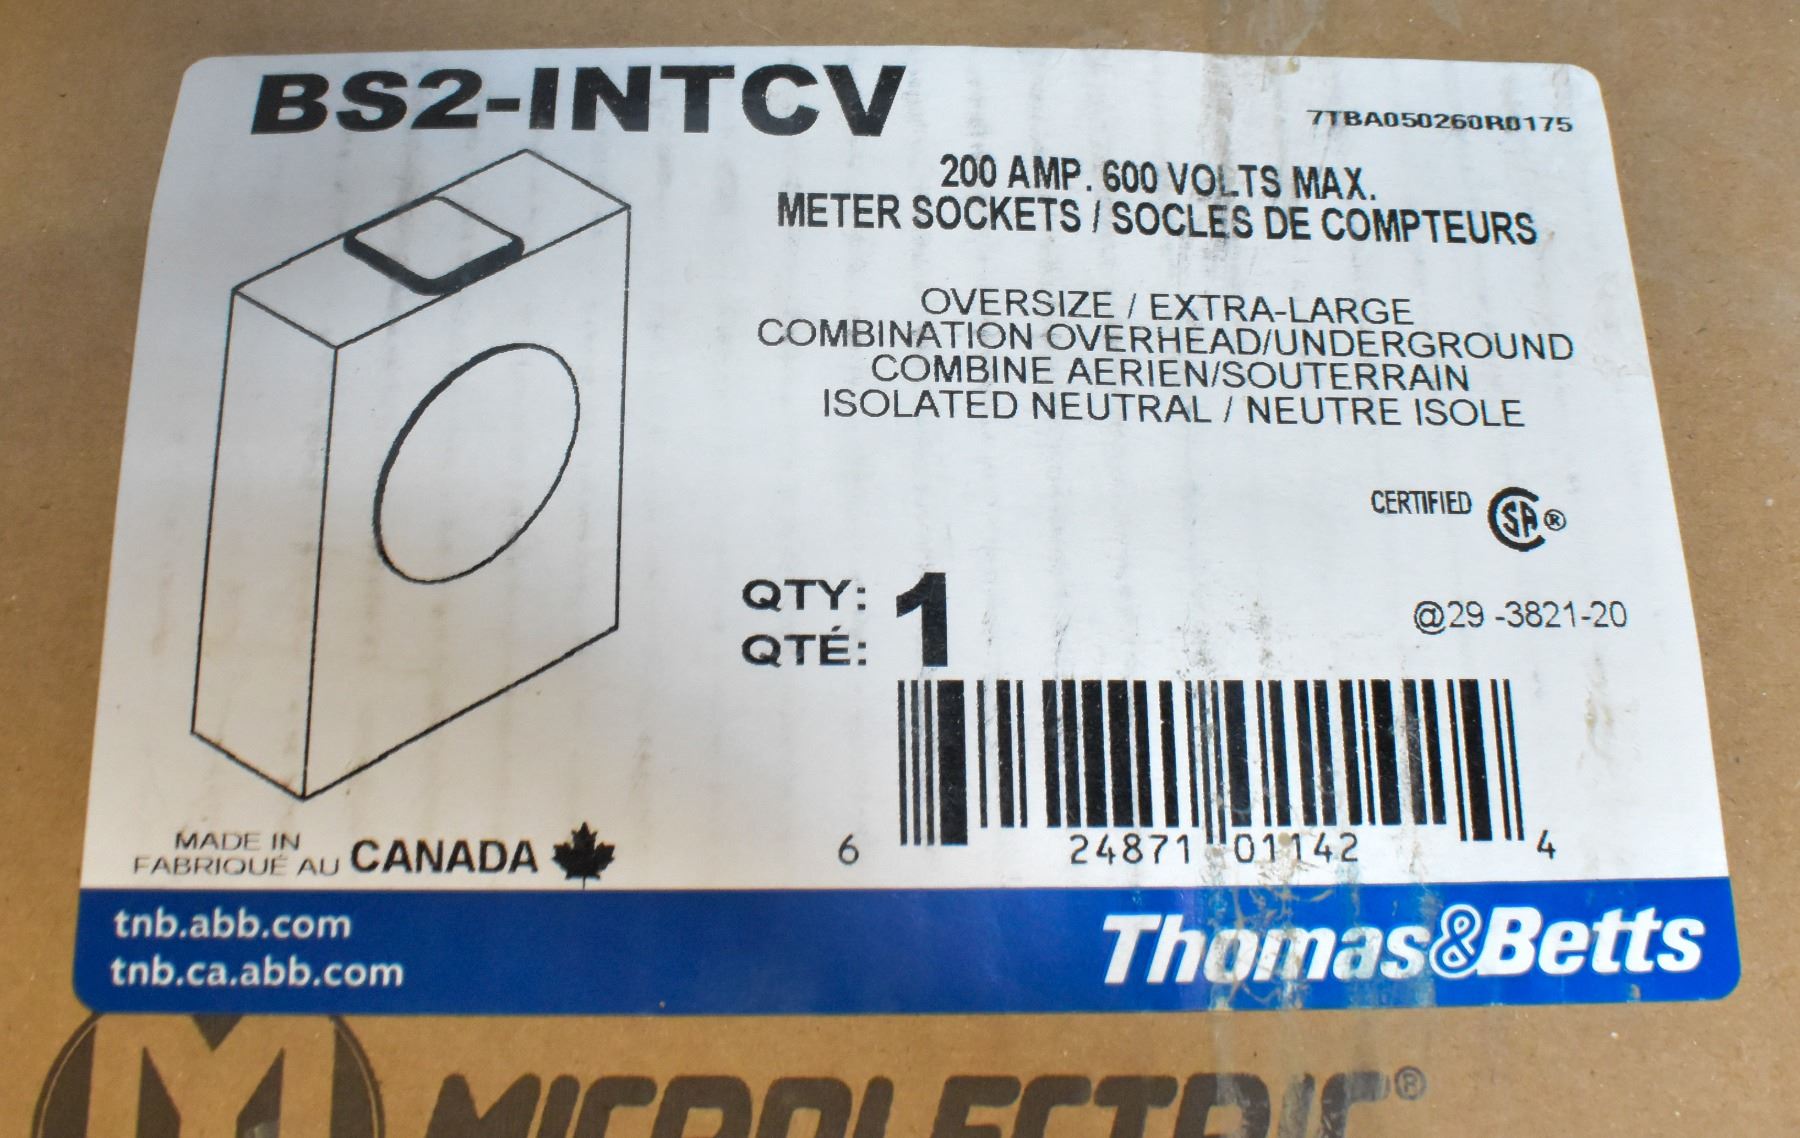 BS2-INTCV
7TBA050260R0175
200 AMP. 600 VOLTS MAX.
METER SOCKETS / SOCLES DE COMPTEURS
OVERSIZE / EXTRA-LARGE
COMBINATION OVERHEAD/UNDERGROUND
COMBINE AERIEN/SOUTERRAIN
ISOLATED NEUTRAL / NEUTRE ISOLE
CERTIFIED SA®
QTY: 1
QTÉ:
@29 -3821-20
6 24871 01142 4
MADE IN
FABRIQUÉ AU CANADA
tnb.abb.com
tnb.ca.abb.com
Thomas&Betts
M MICROLECTRIC®